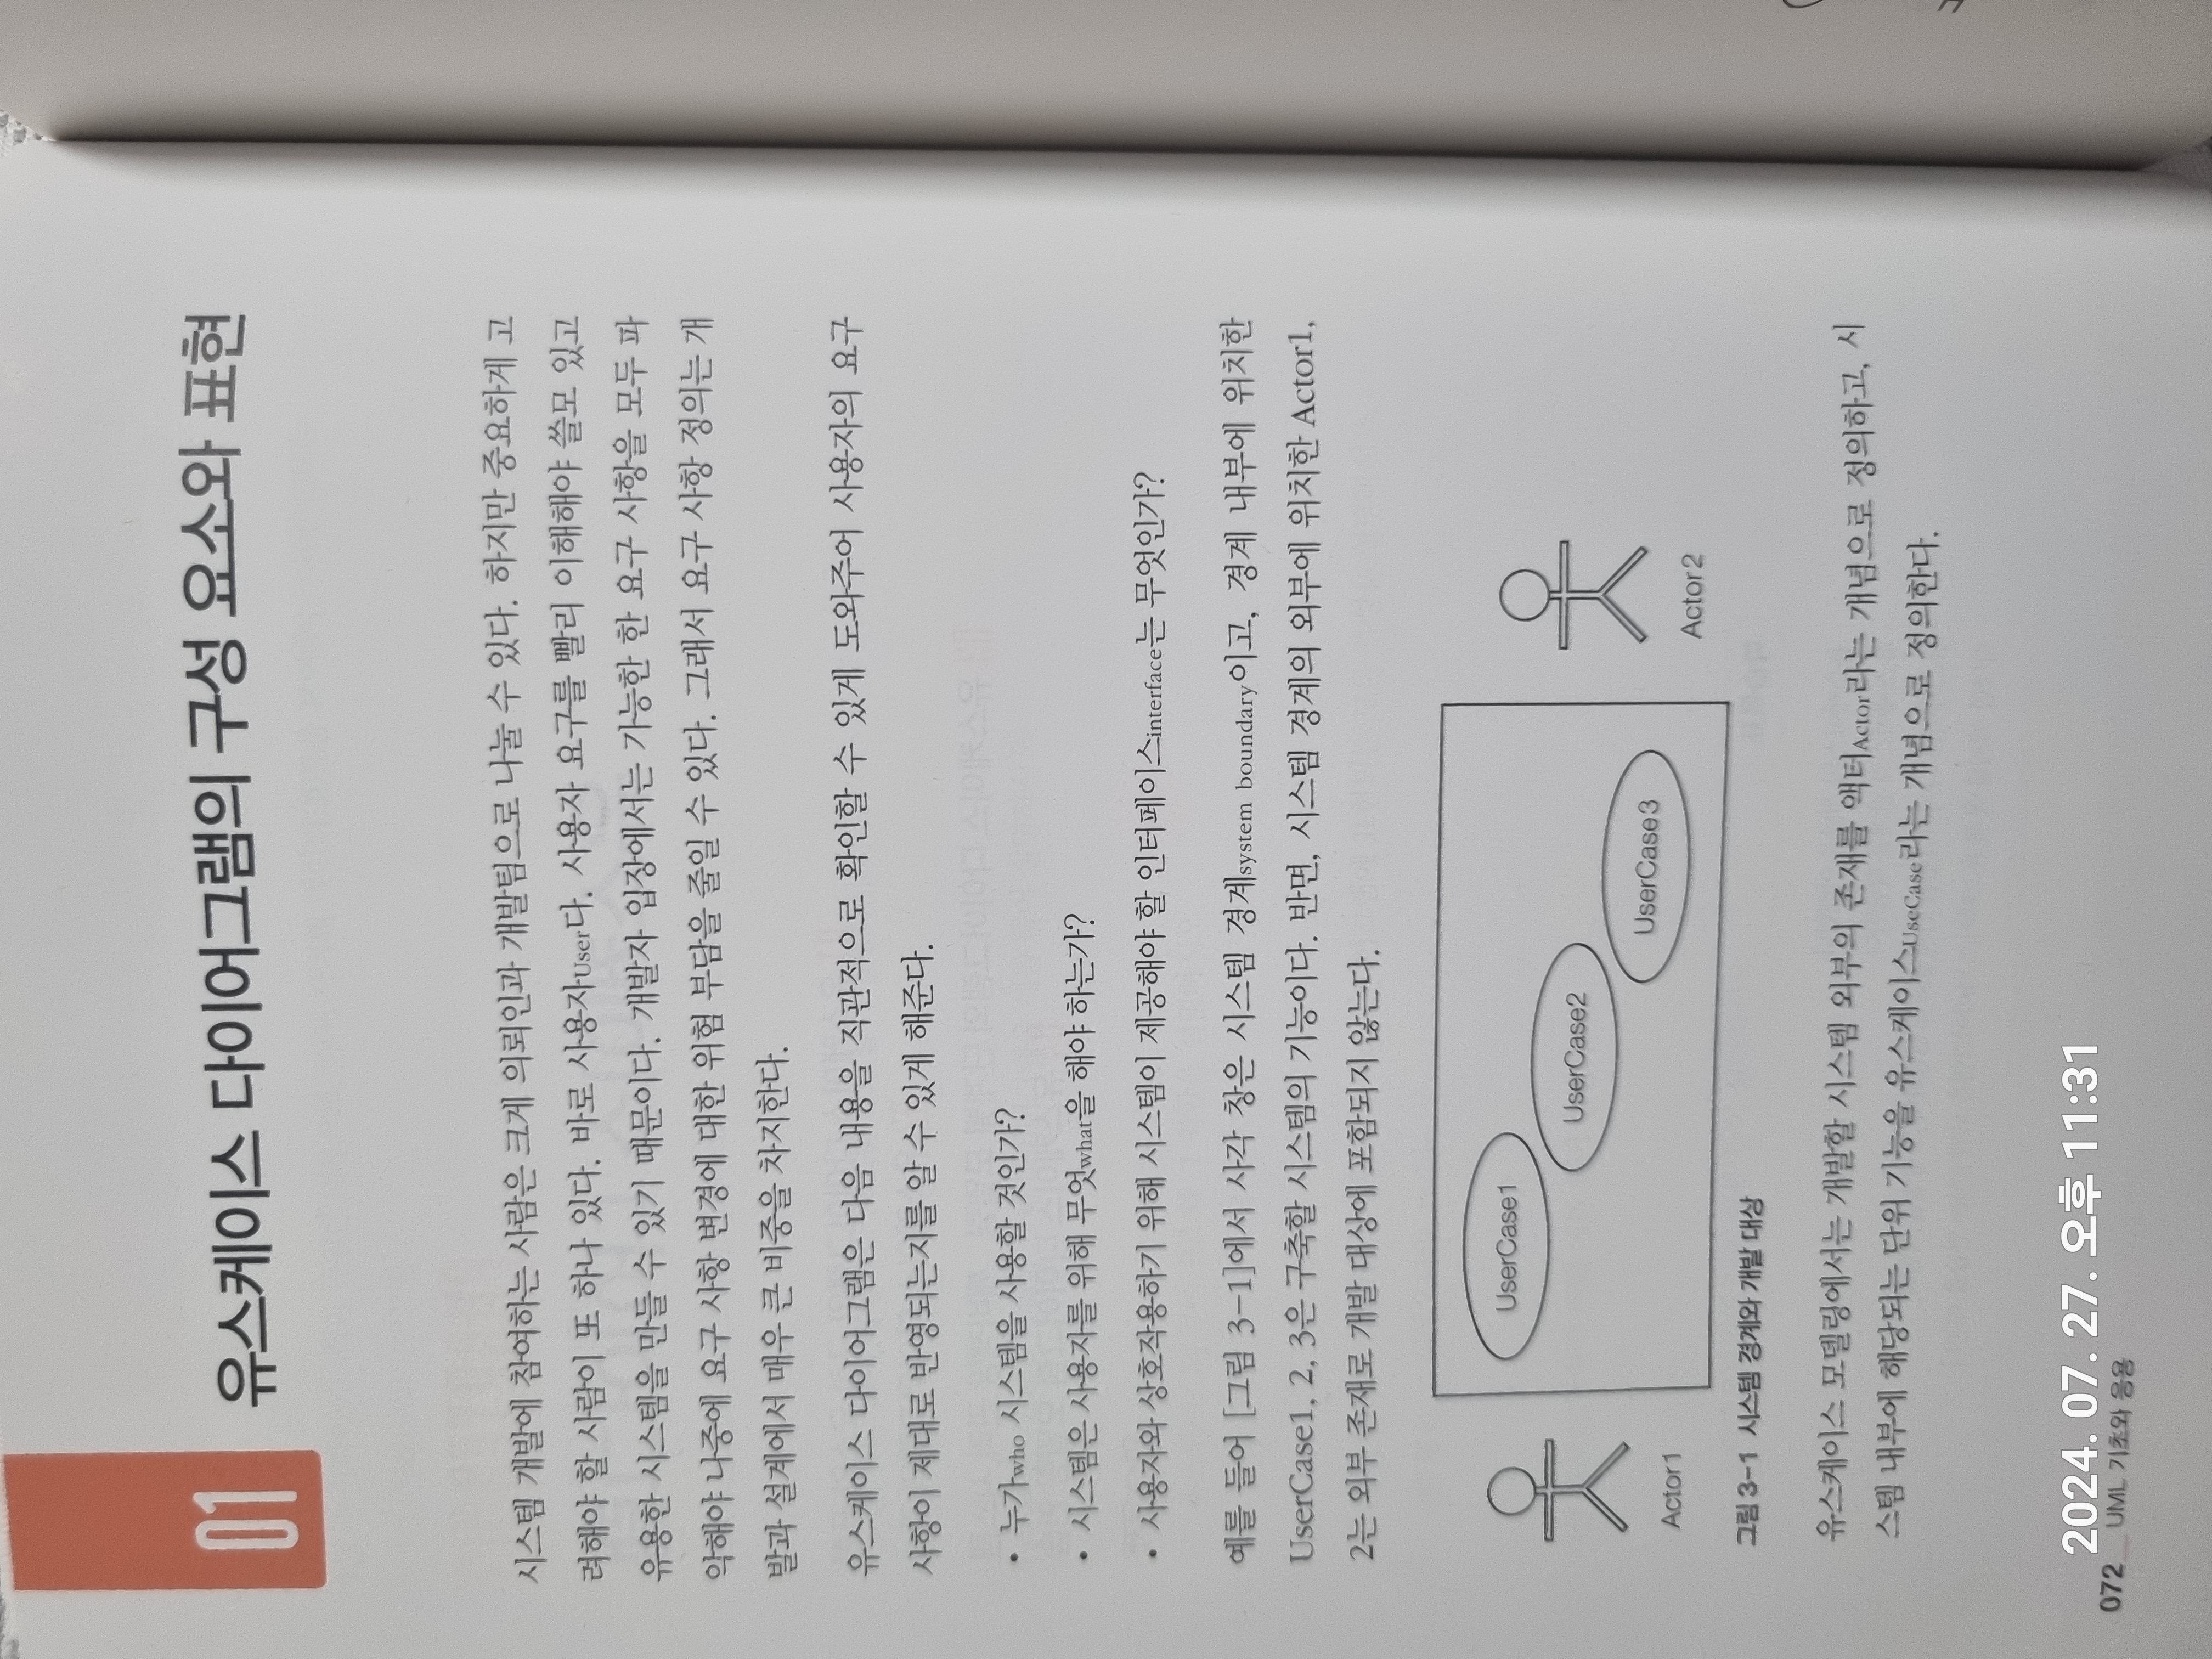 01
유스케이스 다이어그램의 구성 요소와 표현
시스템 개발에 참여하는 사람은 크게 의뢰인과 개발팀으로 나눌 수 있다. 하지만 중요하게 고
려해야 할 사람이 또 하나 있다. 바로 사용자User다. 사용자 요구를 빨리 이해해야 쓸모 있고
유용한 시스템을 만들 수 있기 때문이다. 개발자 입장에서는 가능한 한 요구 사항을 모두 파
악해야 나중에 요구 사항 변경에 대한 위험 부담을 줄일 수 있다. 그래서 요구 사항 정의는 개
발과 설계에서 매우 큰 비중을 차지한다.
유스케이스 다이어그램은 다음 내용을 직관적으로 확인할 수 있게 도와주어 사용자의 요구
사항이 제대로 반영되는지를 알 수 있게 해준다.
• 누가who 시스템을 사용할 것인가?
• 시스템은 사용자를 위해 무엇what을 해야 하는가?
• 사용자와 상호작용하기 위해 시스템이 제공해야 할 인터페이스interface는 무엇인가?
예를 들어 [그림 3-1]에서 사각 창은 시스템 경계system boundary이고, 경계 내부에 위치한
UserCase1, 2, 3은 구축할 시스템의 기능이다. 반면, 시스템 경계의 외부에 위치한 Actor1,
2는 외부 존재로 개발 대상에 포함되지 않는다.
UserCase1
UserCase2
UserCase3
Actor1
Actor2
그림 3-1 시스템 경계와 개발 대상
유스케이스 모델링에서는 개발할 시스템 외부의 존재를 액터Actor라는 개념으로 정의하고, 시
스템 내부에 해당되는 단위 기능을 유스케이스UseCase라는 개념으로 정의한다.
2024. 07. 27. 오후 11:31
072__ UML 기초와 응용